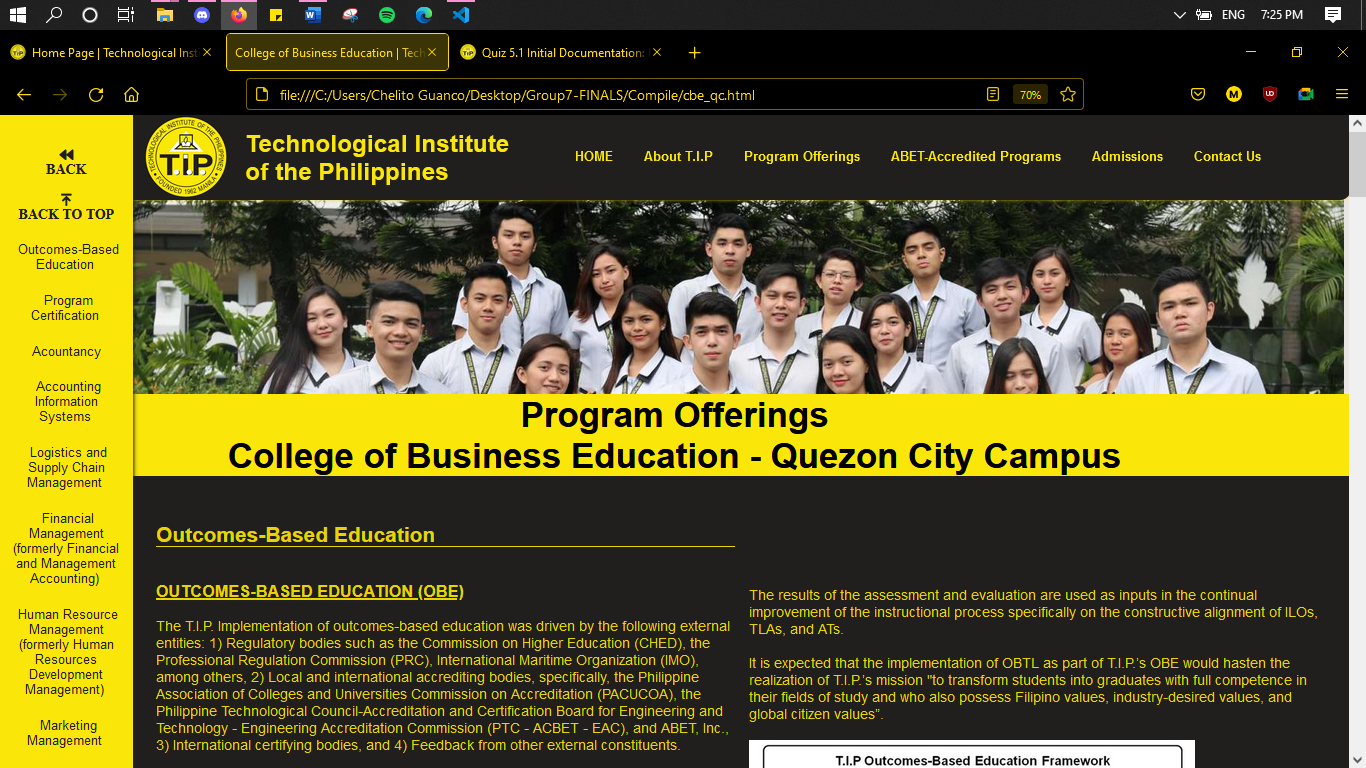 ENG 7:25 PM
Home Page | Technological Inst
College of Business Education | Tech
Quiz 5.1 Initial Documentation:
file:///C:/Users/Chelito Guanco/Desktop/Group7-FINALS/Compile/cbe_qc.html
70%
BACK
BACK TO TOP
Outcomes-Based
Education
Program
Certification
Acountancy
Accounting
Information
Systems
Logistics and
Supply Chain
Management
Financial
Management
(formerly Financial
and Management
Accounting)
Human Resource
Management
(formerly Human
Resources
Development
Management)
Marketing
Management
TECHNOLOGICAL INSTITUTE OF THE PHILIPPINES
T.I.P
FOUNDED 1962 MANILA
Technological Institute
of the Philippines
HOME About T.I.P Program Offerings ABET-Accredited Programs Admissions Contact Us
Program Offerings
College of Business Education - Quezon City Campus
Outcomes-Based Education
OUTCOMES-BASED EDUCATION (OBE)
The T.I.P. Implementation of outcomes-based education was driven by the following external
entities: 1) Regulatory bodies such as the Commission on Higher Education (CHED), the
Professional Regulation Commission (PRC), International Maritime Organization (IMO),
among others, 2) Local and international accrediting bodies, specifically, the Philippine
Association of Colleges and Universities Commission on Accreditation (PACUCOA), the
Philippine Technological Council-Accreditation and Certification Board for Engineering and
Technology - Engineering Accreditation Commission (PTC - ACBET - EAC), and ABET, Inc.,
3) International certifying bodies, and 4) Feedback from other external constituents.
The results of the assessment and evaluation are used as inputs in the continual
improvement of the instructional process specifically on the constructive alignment of ILOs,
TLAs, and ATs.
It is expected that the implementation of OBTL as part of T.I.P.’s OBE would hasten the
realization of T.I.P.’s mission "to transform students into graduates with full competence in
their fields of study and who also possess Filipino values, industry-desired values, and
global citizen values”.
T.I.P Outcomes-Based Education Framework